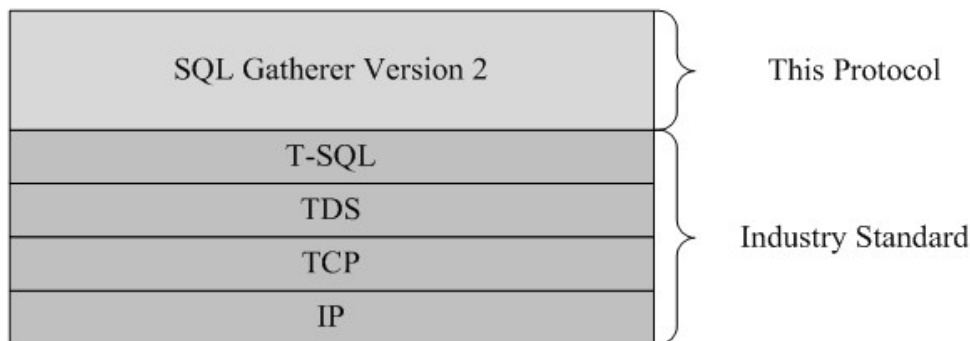 SQL Gatherer Version 2
This Protocol
T-SQL
TDS
TCP
IP
Industry Standard